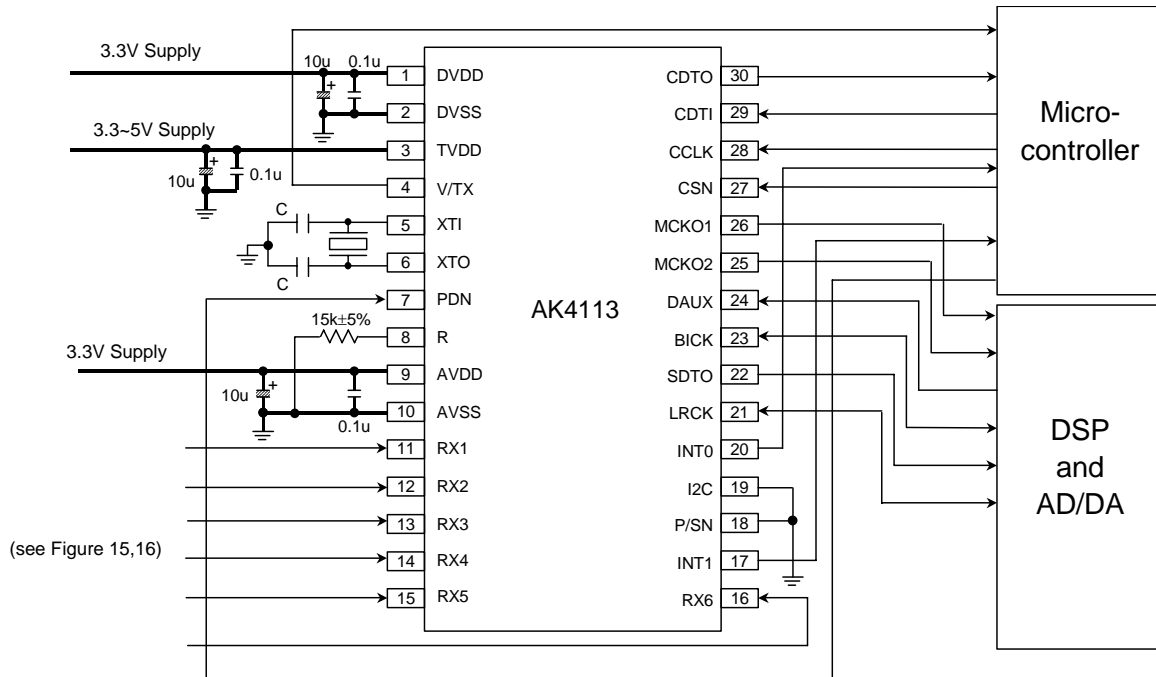 3.3V Supply
10u
+
0.1u
3.3~5V Supply
10u
+
0.1u
C
C
15k±5%
3.3V Supply
10u
+
0.1u
(see Figure 15,16)
1 DVDD
2 DVSS
3 TVDD
4 V/TX
5 XTI
6 XTO
7 PDN
8 R
9 AVDD
10 AVSS
11 RX1
12 RX2
13 RX3
14 RX4
15 RX5
AK4113
CDTO 30
CDTI 29
CCLK 28
CSN 27
MCKO1 26
MCKO2 25
DAUX 24
BICK 23
SDTO 22
LRCK 21
INT0 20
I2C 19
P/SN 18
INT1 17
RX6 16
Micro-
controller
DSP
and
AD/DA